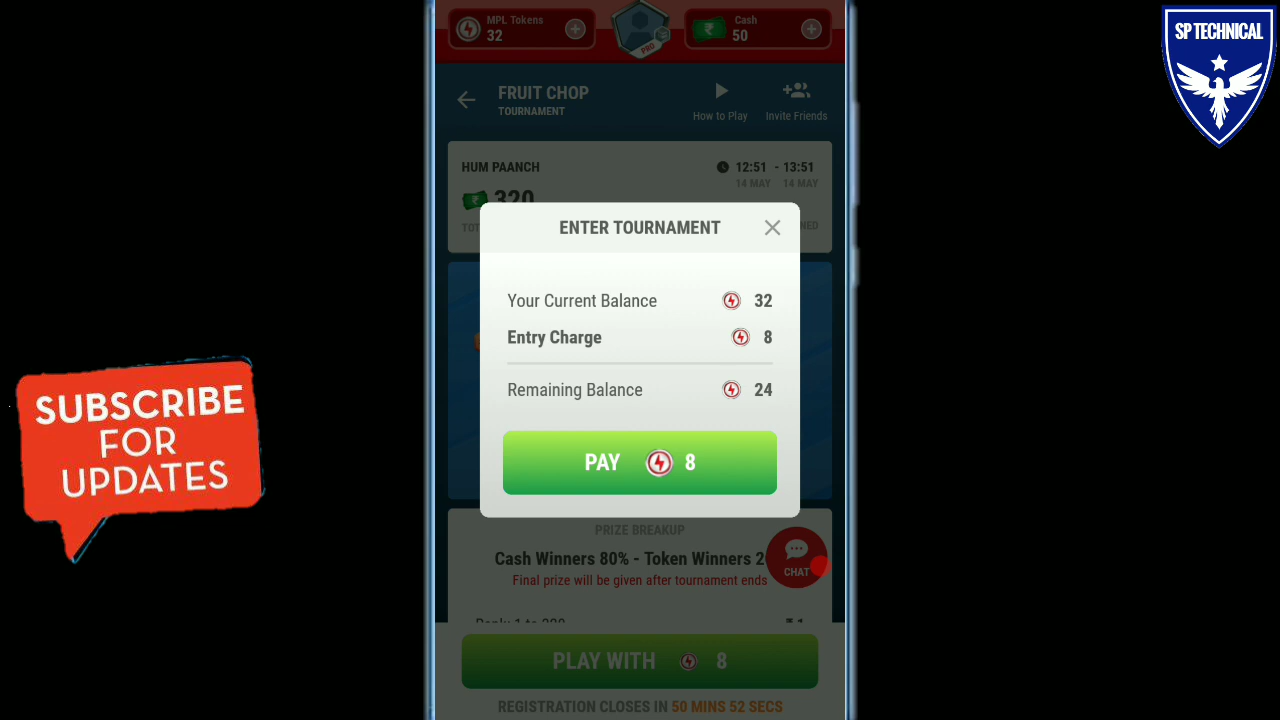 MPL Tokens
32
Cash
50
SP TECHNICAL
FRUIT CHOP
TOURNAMENT
How to Play
Invite Friends
HUM PAANCH
12:51 - 13:51
14 MAY 14 MAY
320
ENTER TOURNAMENT
Your Current Balance 32
Entry Charge 8
Remaining Balance 24
PAY 8
SUBSCRIBE
FOR
UPDATES
PRIZE BREAKUP
Cash Winners 80% - Token Winners 2
Final prize will be given after tournament ends
CHAT
PLAY WITH 8
REGISTRATION CLOSES IN 50 MINS 52 SECS